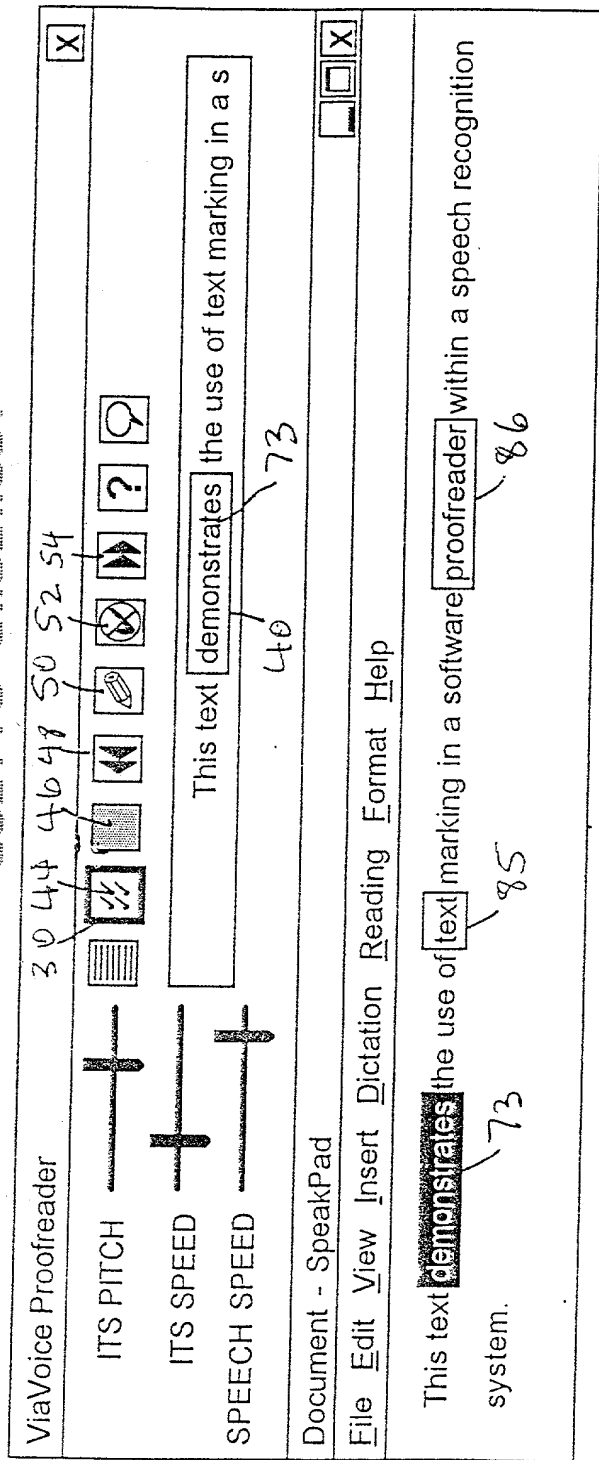 ViaVoice Proofreader
X
30 44 46 48 50 52 54
?
ITS PITCH
ITS SPEED
SPEECH SPEED
This text demonstrates the use of text marking in a s
40
73
Document - SpeakPad
X
File Edit View Insert Dictation Reading Format Help
This text demonstrates the use of text marking in a software proofreader within a speech recognition
73
85
86
system.